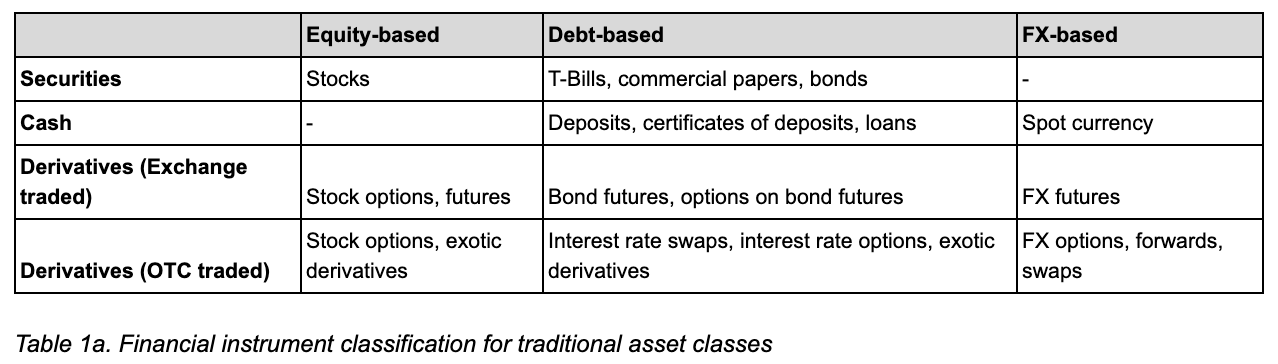 Equity-based Debt-based FX-based
Securities Stocks T-Bills, commercial papers, bonds -
Cash - Deposits, certificates of deposits, loans Spot currency
Derivatives (Exchange
traded) Stock options, futures Bond futures, options on bond futures FX futures
Stock options, exotic Interest rate swaps, interest rate options, exotic FX options, forwards,
Derivatives (OTC traded) derivatives derivatives swaps
Table 1a. Financial instrument classification for traditional asset classes